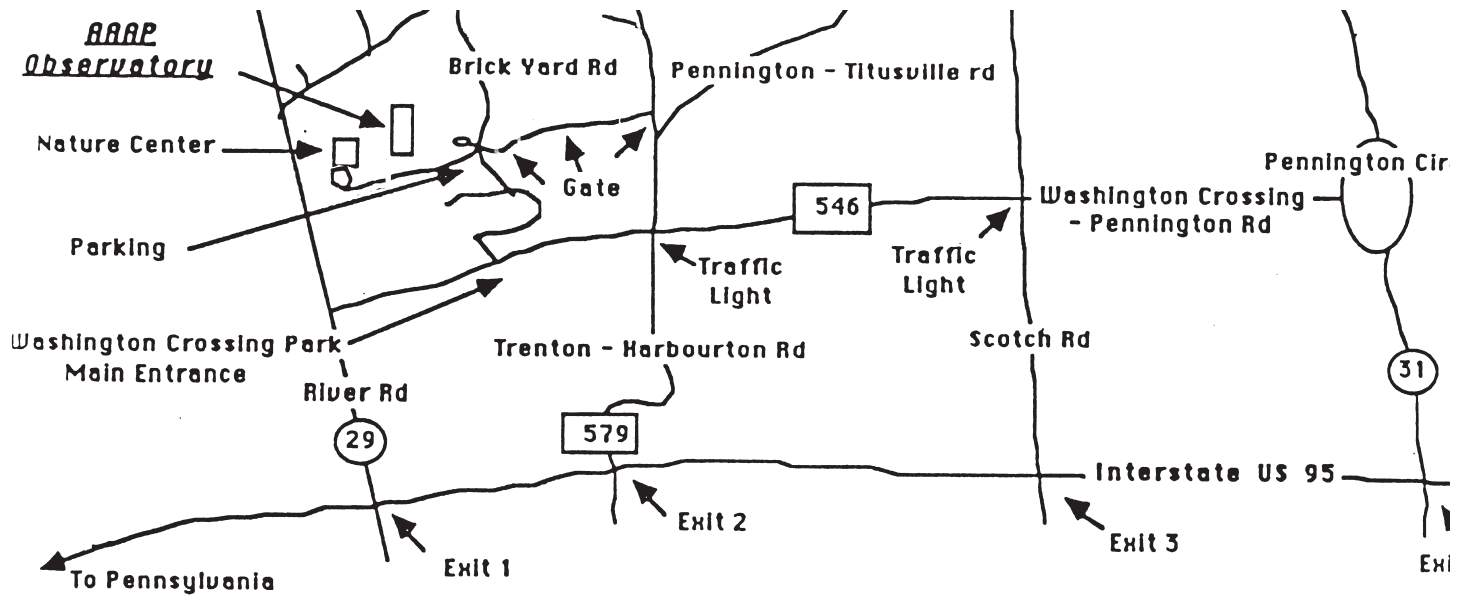 AAAP
Observatory
Brick Yard Rd
Pennington - Titusville rd
Nature Center
Pennington Cir
Gate
546
Washington Crossing
- Pennington Rd
Parking
Traffic
Light
Traffic
Light
Washington Crossing Park
Main Entrance
Trenton - Harbourton Rd
Scotch Rd
River Rd
31
29
579
Interstate US 95
Exit 2
Exit 3
Exit 1
Exi
To Pennsylvania